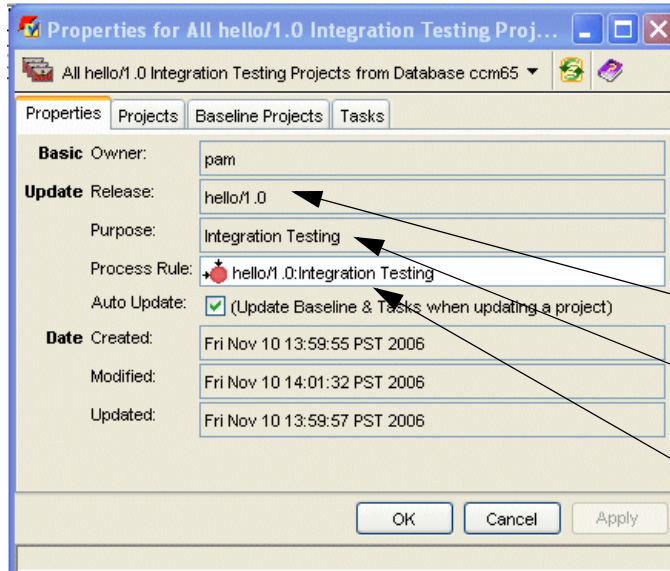 Properties for All hello/1.0 Integration Testing Proj...
All hello/1.0 Integration Testing Projects from Database ccm65
Properties Projects Baseline Projects Tasks
Basic Owner: pam
Update Release: hello/1.0
Purpose: Integration Testing
Process Rule: hello/1.0:Integration Testing
Auto Update: (Update Baseline & Tasks when updating a project)
Date Created: Fri Nov 10 13:59:55 PST 2006
Modified: Fri Nov 10 14:01:32 PST 2006
Updated: Fri Nov 10 13:59:57 PST 2006
OK Cancel Apply